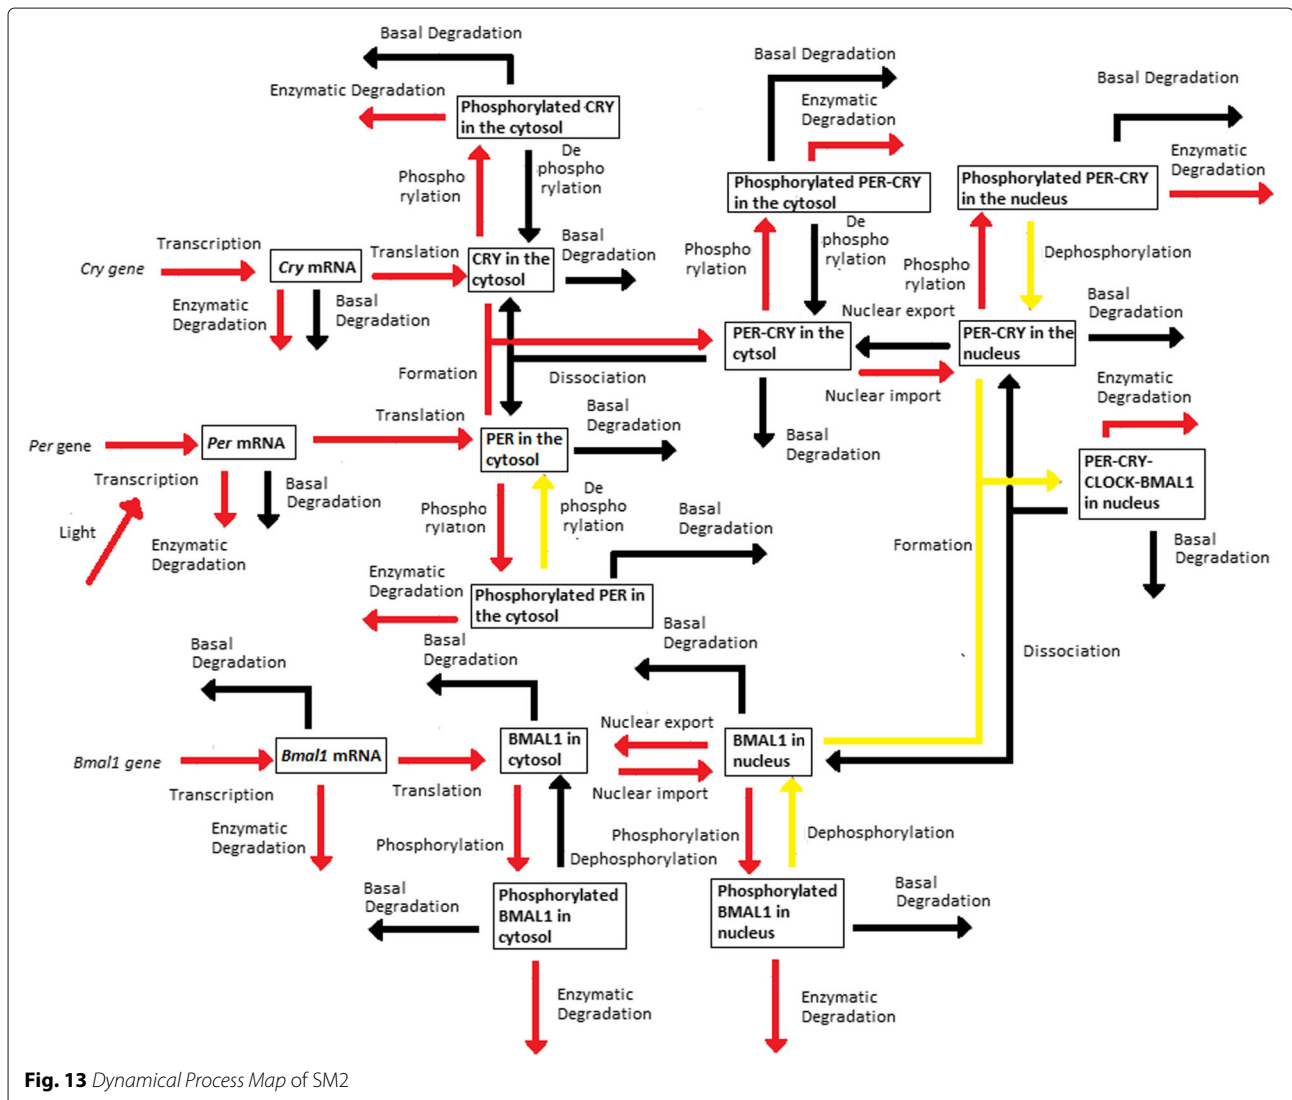 Basal Degradation
Enzymatic Degradation
Phosphorylated CRY
in the cytosol
Phospho
rylation
De
phospho
rylation
Transcription
Cry gene
Cry mRNA
Translation
CRY in the
cytosol
Basal
Degradation
Enzymatic
Degradation
Basal
Degradation
Basal Degradation
Enzymatic
Degradation
Phosphorylated PER-CRY
in the cytosol
Phospho
rylation
De
phospho
rylation
Basal Degradation
Enzymatic
Degradation
Phosphorylated PER-CRY
in the nucleus
Phospho
rylation
Dephosphorylation
Nuclear export
PER-CRY in the
cytsol
PER-CRY in the
nucleus
Basal
Degradation
Nuclear import
Formation
Dissociation
Basal
Degradation
Enzymatic
Degradation
Per gene
Per mRNA
Translation
PER in the
cytosol
Basal
Degradation
PER-CRY-
CLOCK-BMAL1
in nucleus
Transcription
Basal
Degradation
Light
Enzymatic
Degradation
Phospho
rylation
De
phospho
rylation
Basal
Degradation
Formation
Basal
Degradation
Enzymatic
Degradation
Phosphorylated PER in
the cytosol
Basal
Degradation
Basal
Degradation
Basal
Degradation
Dissociation
Bmal1 gene
Bmal1 mRNA
BMAL1 in
cytosol
Nuclear export
BMAL1 in
nucleus
Transcription
Translation
Nuclear import
Enzymatic
Degradation
Phosphorylation
Dephosphorylation
Phosphorylation
Dephosphorylation
Basal
Degradation
Phosphorylated
BMAL1 in
cytosol
Phosphorylated
BMAL1 in
nucleus
Basal
Degradation
Enzymatic
Degradation
Enzymatic
Degradation
Fig. 13 Dynamical Process Map of SM2